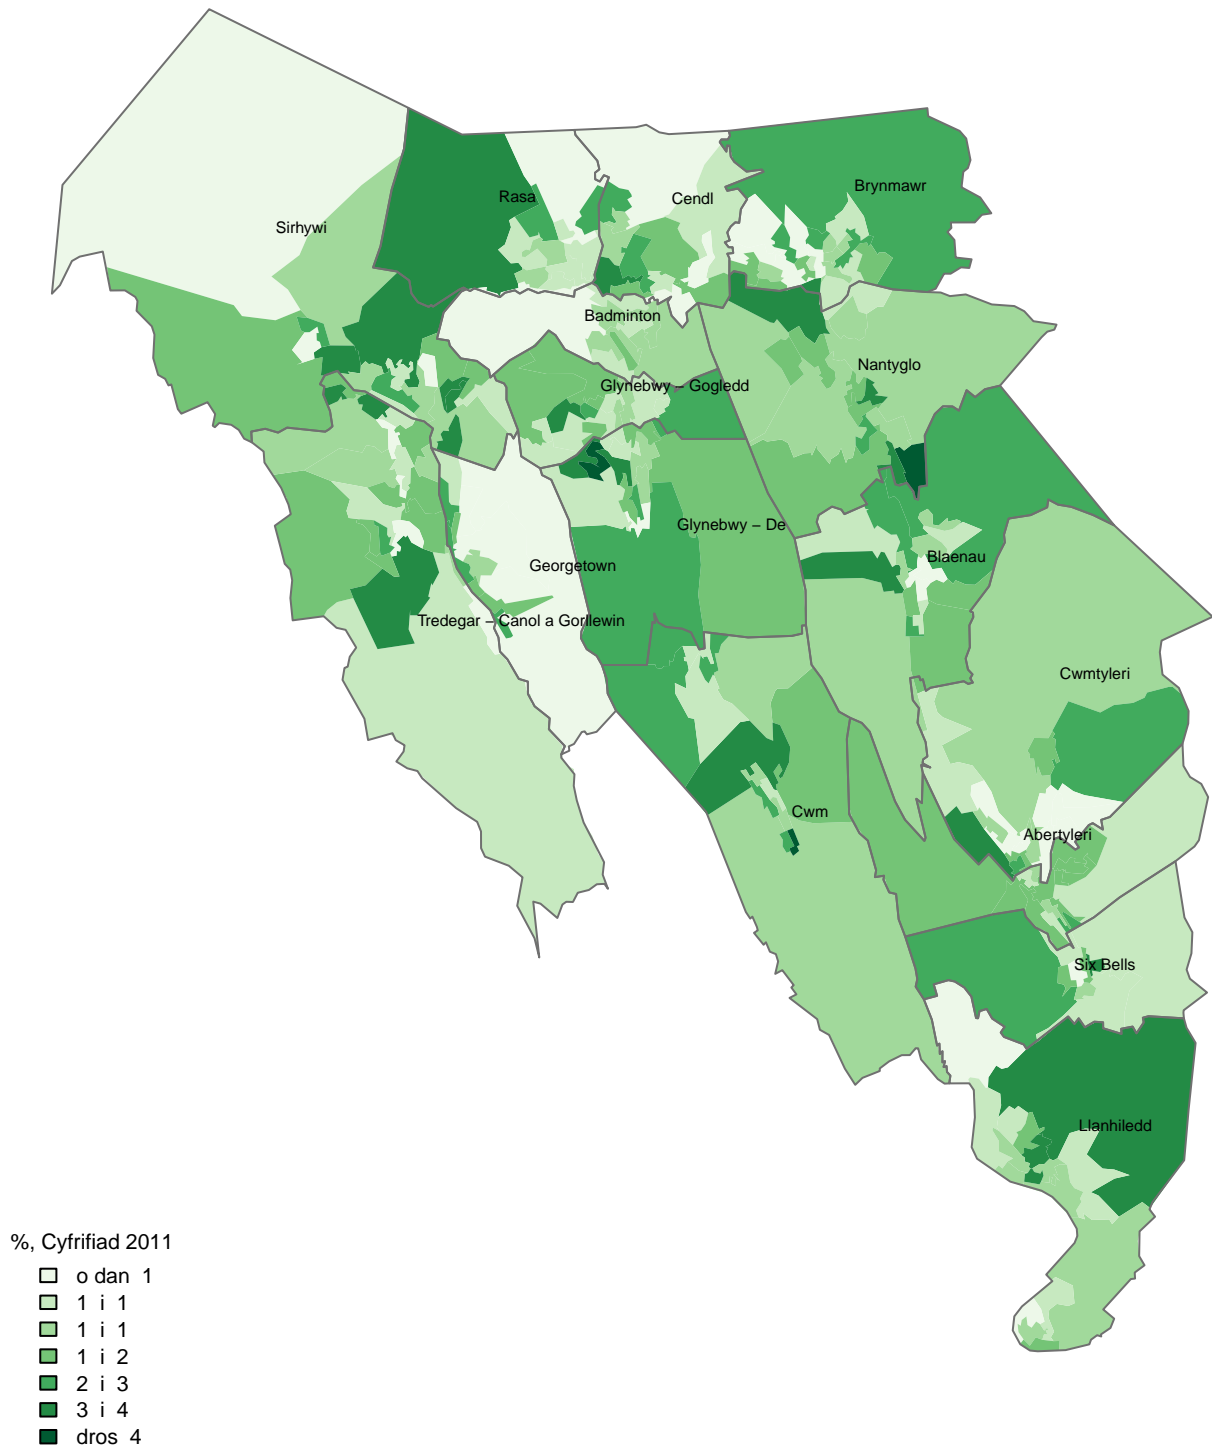 Brynmawr
Rasa
Cendl
Sirhywi
Badminton
Nantyglo
Glynebwy – Gogledd
Glynebwy – De
Blaenau
Georgetown
Tredegar – Canol a Gorllewin
Cwmtyleri
Cwm
Abertyleri
Six Bells
Llanhiledd
%, Cyfrifiad 2011
o dan 1
1 i 1
1 i 1
1 i 2
2 i 3
3 i 4
dros 4